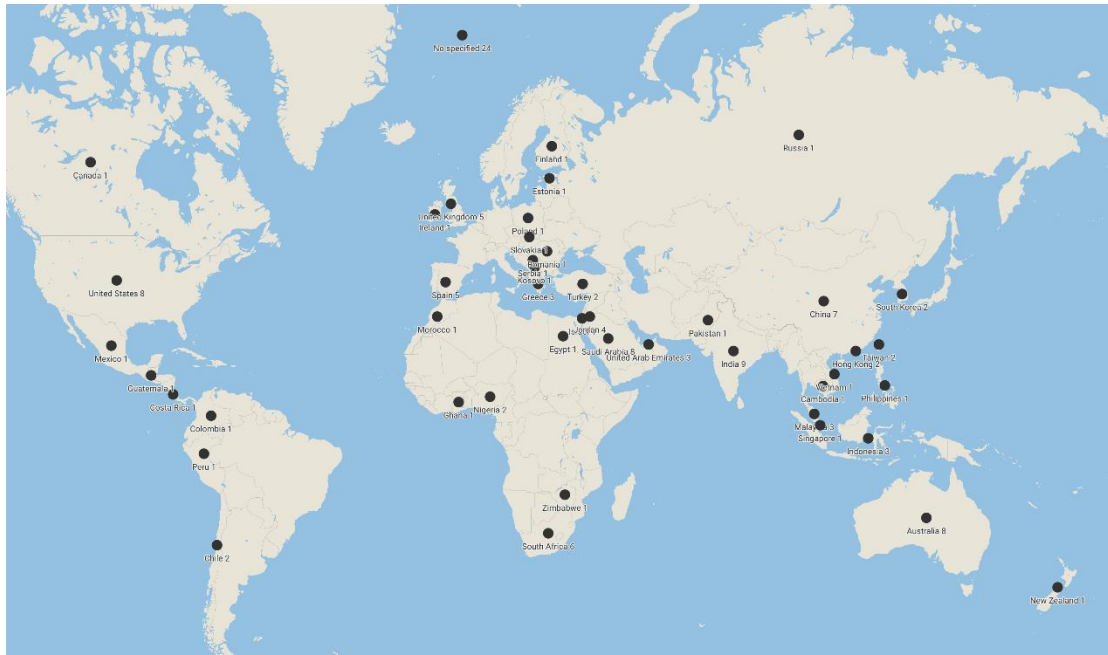 No specified 24
Russia 1
Finland 1
Canada 1
Estonia 1
United Kingdom 5
Ireland 1
Poland 1
Slovakia
Romania 1
Serbia 1
Kosovo 1
United States 8
Spain 5
Greece 3
Turkey 2
China 7
South Korea 2
Morocco 1
Jordan 4
Pakistan 1
Egypt 1
Saudi Arabia 8
United Arab Emirates 3
India 9
Taiwan 2
Hong Kong 2
Mexico 1
Guatemala 1
Vietnam 1
Cambodia 1
Philippines 1
Costa Rica 1
Ghana 1
Nigeria 2
Colombia 1
Malaysia 3
Singapore 1
Indonesia 3
Peru 1
Zimbabwe 1
South Africa 6
Australia 8
Chile 2
New Zealand 1